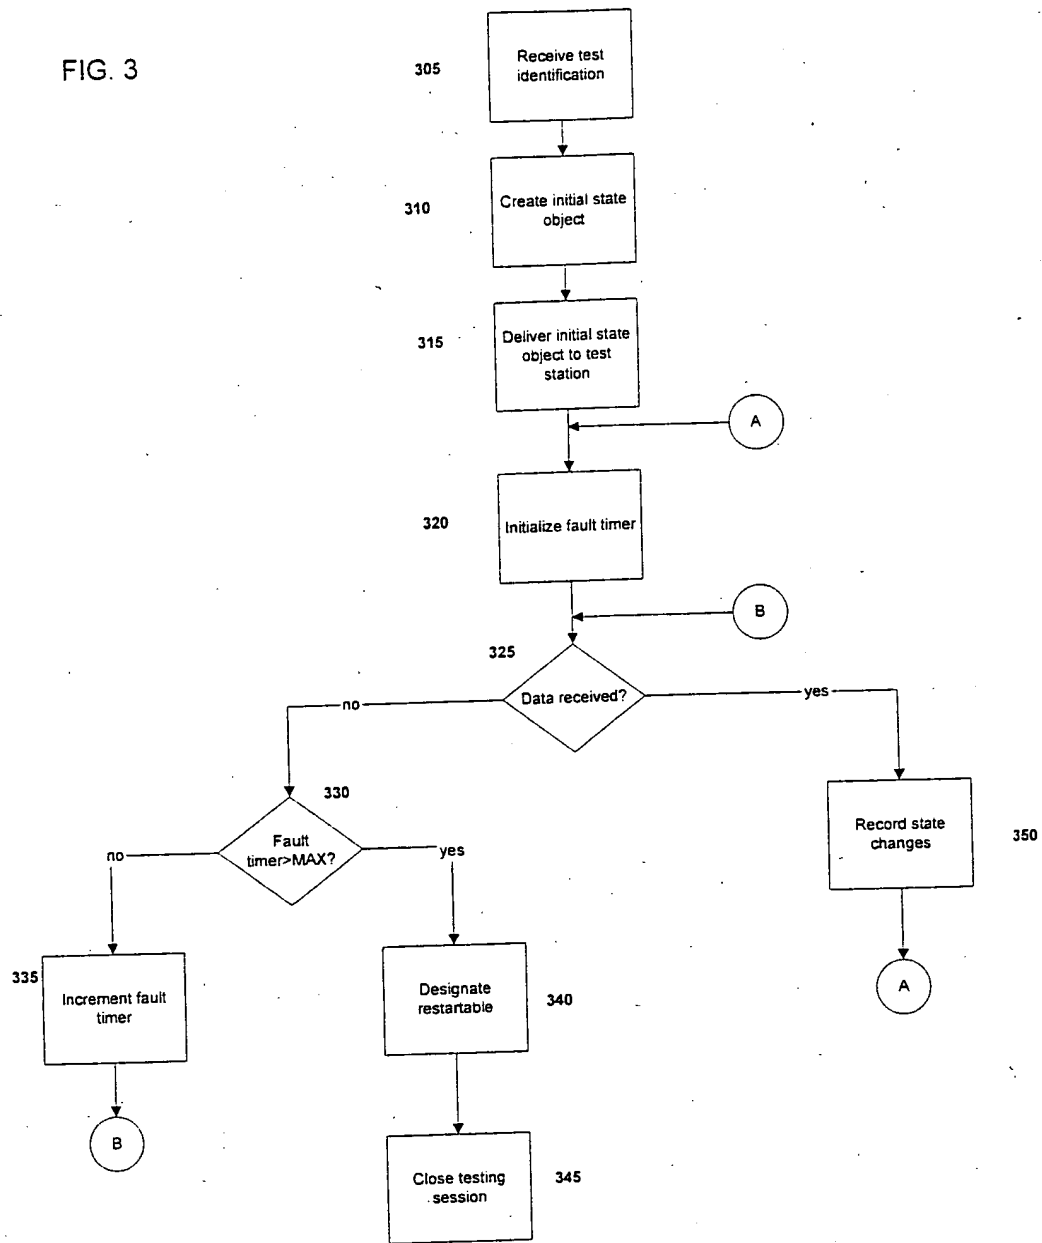 FIG. 3
305
Receive test
identification
310
Create initial state
object
315
Deliver initial state
object to test
station
A
320
Initialize fault timer
B
325
Data received?
no
yes
330
Fault
timer>MAX?
no
yes
Record state
changes
350
335
Increment fault
timer
Designate
restartable
340
A
B
Close testing
session
345